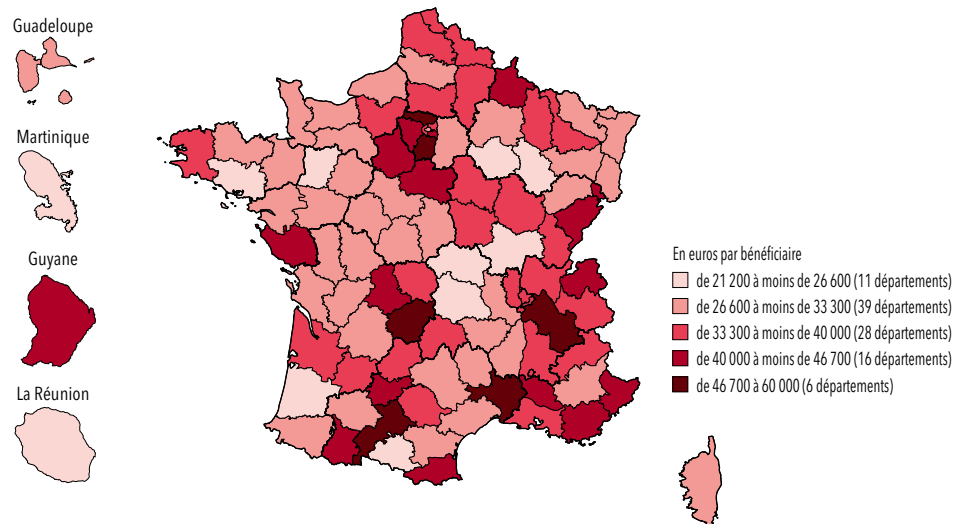 Guadeloupe
Martinique
Guyane
La Réunion
En euros par bénéficiaire
de 21 200 à moins de 26 600 (11 départements)
de 26 600 à moins de 33 300 (39 départements)
de 33 300 à moins de 40 000 (28 départements)
de 40 000 à moins de 46 700 (16 départements)
de 46 700 à 60 000 (6 départements)